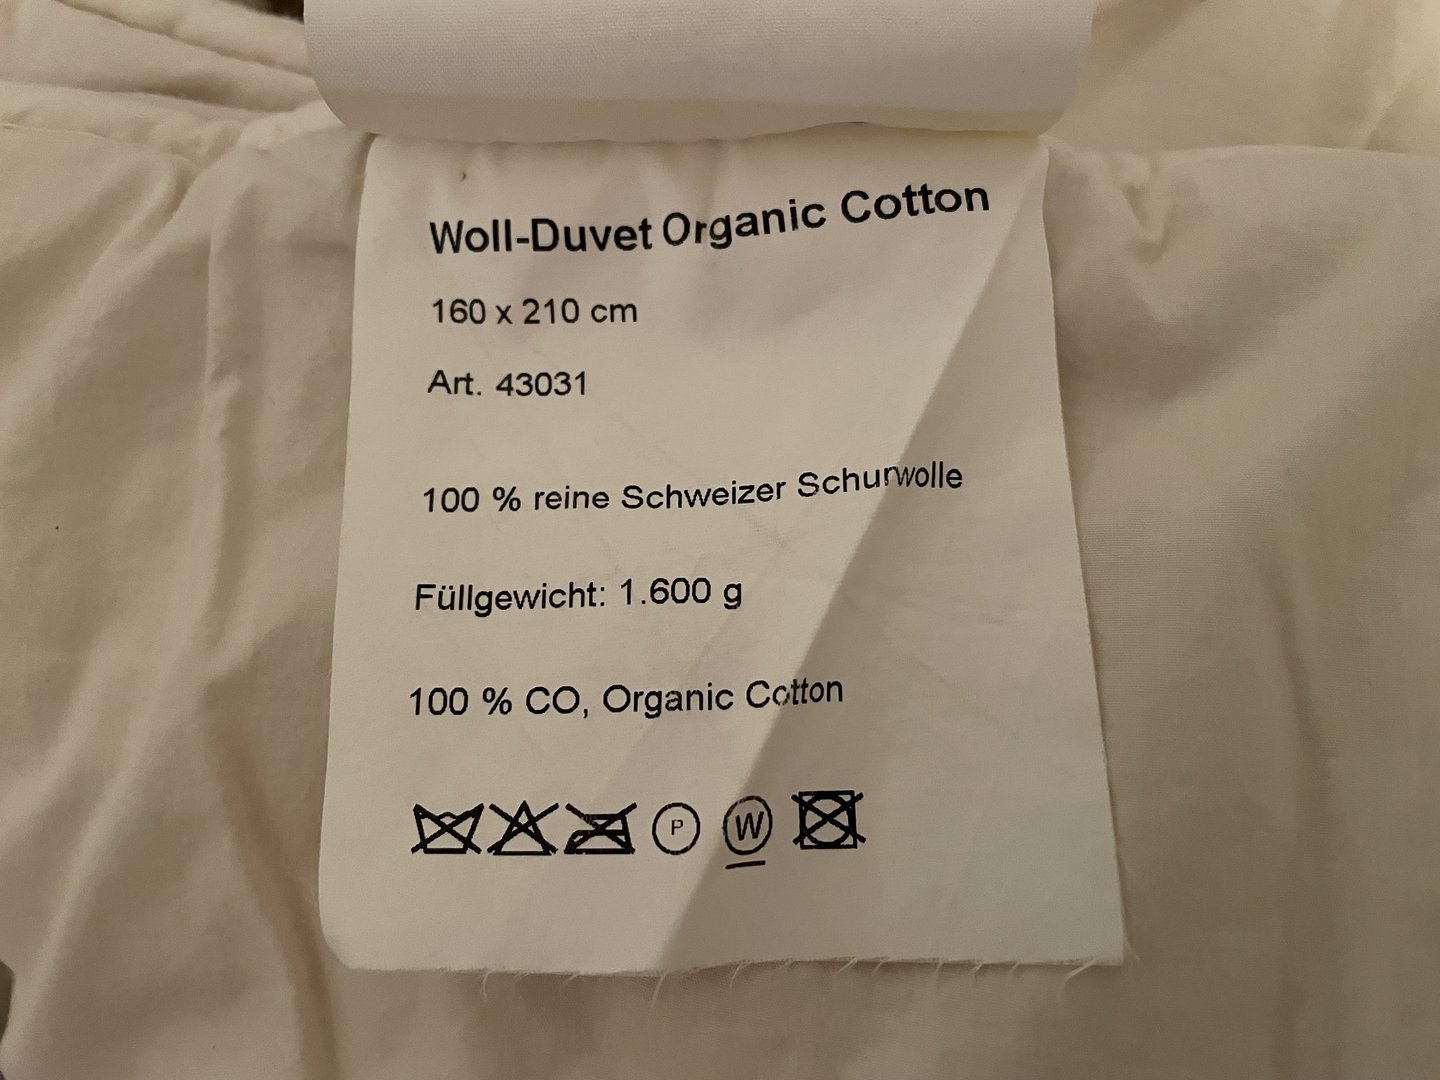 Woll-Duvet Organic Cotton
160 x 210 cm
Art. 43031
100 % reine Schweizer Schurwolle
Füllgewicht: 1.600 g
100 % CO, Organic Cotton
P W